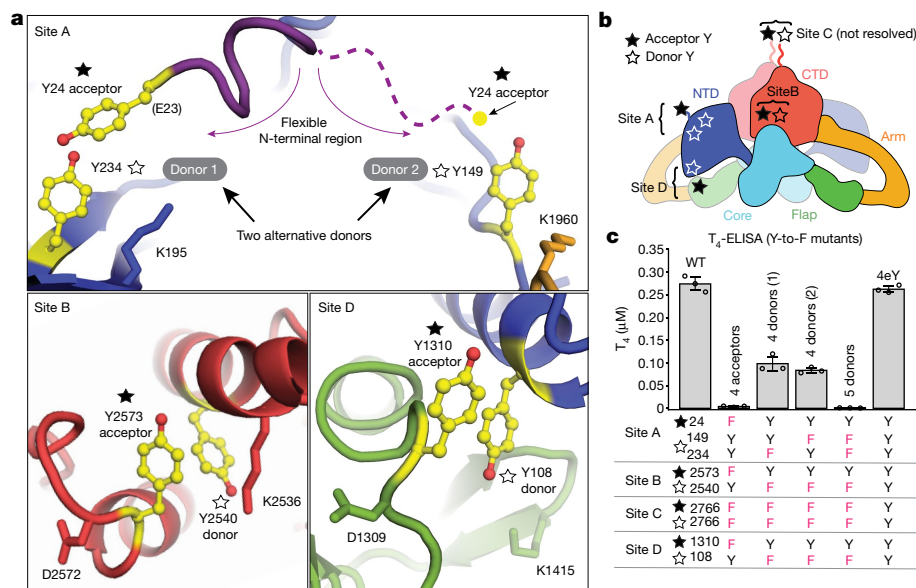 a
Site A
★
Y24 acceptor
(E23)
Flexible
N-terminal region
★
Y24 acceptor
Y234 ☆
Donor 1
Donor 2
☆ Y149
Two alternative donors
K195
K1960
Site B
★
Y2573
acceptor
☆
Y2540
donor
K2536
D2572
Site D
★
Y1310
acceptor
☆ Y108
donor
D1309
K1415
b
★ Acceptor Y
☆ Donor Y
★☆ Site C (not resolved)
CTD
NTD
SiteB
★☆
Site A { ★
☆☆
☆
Site D { ★
Arm
Core
Flap
c
T4-ELISA (Y-to-F mutants)
T4 (μM)
0.35
0.30
0.25
0.20
0.15
0.10
0.05
0
WT
4 acceptors
4 donors (1)
4 donors (2)
5 donors
4eY
Site A ★ 24 F Y Y Y Y
☆ 149 Y Y F F Y
234 Y F Y F Y
Site B ★ 2573 F Y Y Y Y
☆ 2540 Y F F F Y
Site C ★ 2766 F F F F Y
☆ 2766 F F F F Y
Site D ★ 1310 F Y Y Y Y
☆ 108 Y F F F Y